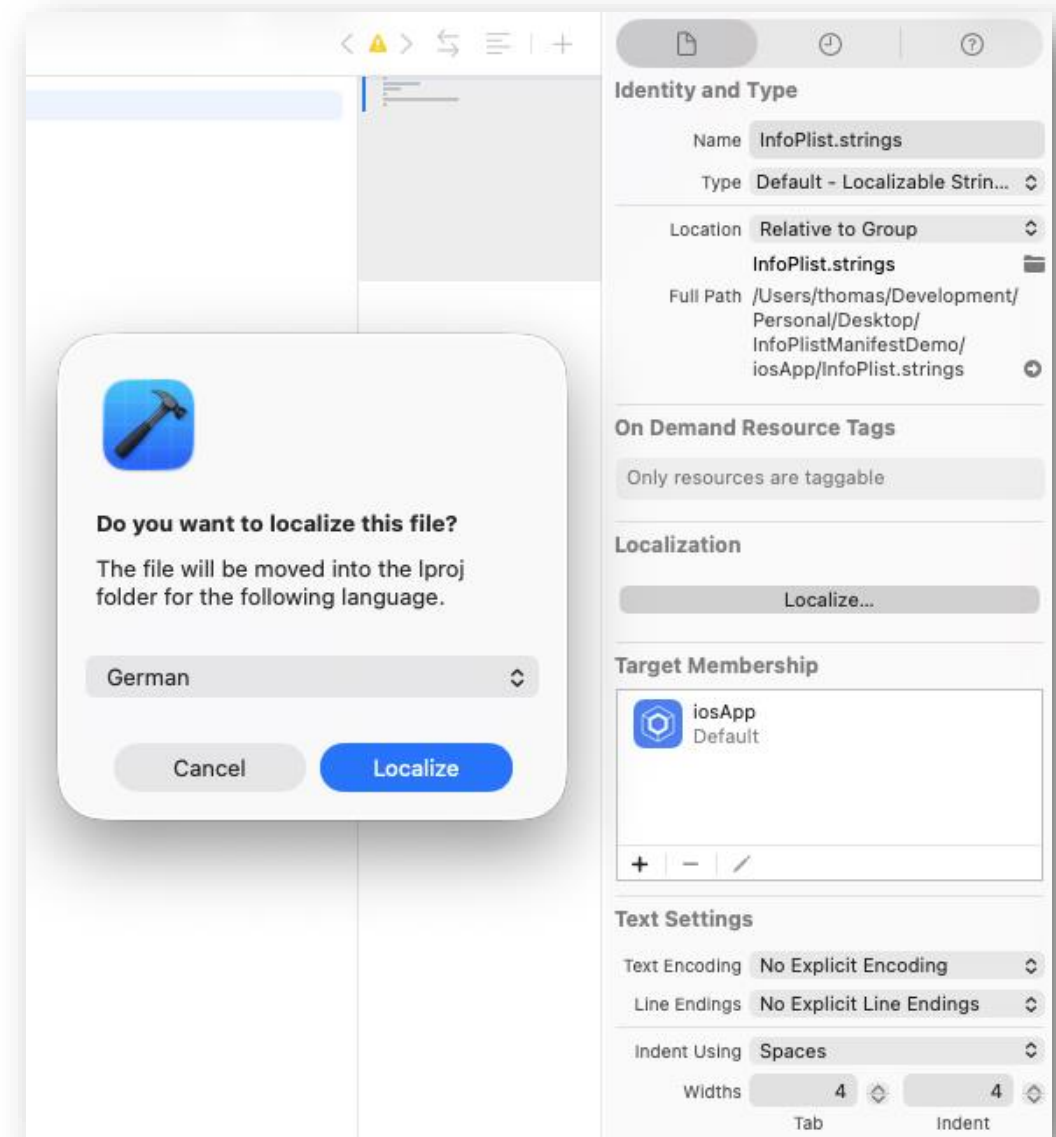 Identity and Type
Name InfoPlist.strings
Type Default - Localizable Strin...
Location Relative to Group
InfoPlist.strings
Full Path /Users/thomas/Development/
Personal/Desktop/
InfoPlistManifestDemo/
iosApp/InfoPlist.strings
On Demand Resource Tags
Only resources are taggable
Do you want to localize this file?
The file will be moved into the lproj
folder for the following language.
German
Cancel Localize
Localization
Localize...
Target Membership
iosApp
Default
Text Settings
Text Encoding No Explicit Encoding
Line Endings No Explicit Line Endings
Indent Using Spaces
Widths 4 4
Tab Indent